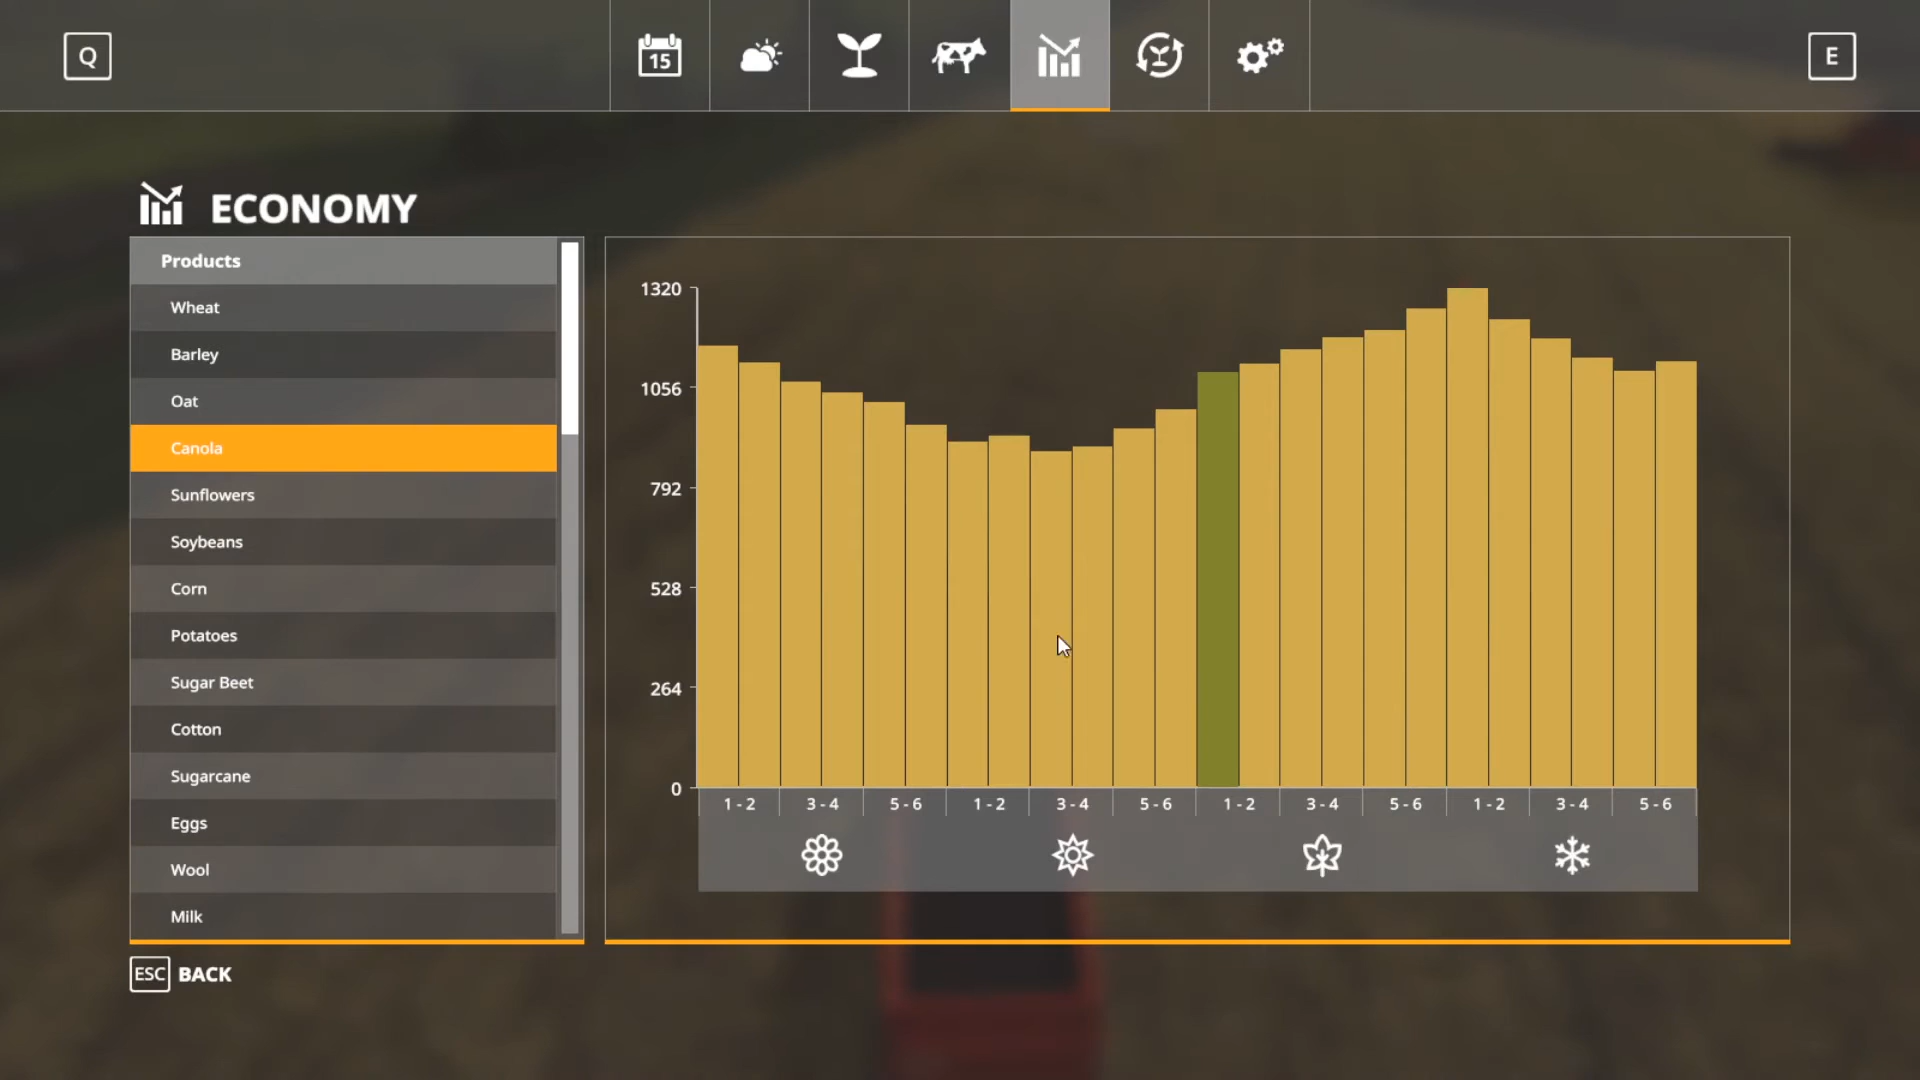 Q
15
E
ECONOMY
Products
Wheat
Barley
Oat
Canola
Sunflowers
Soybeans
Corn
Potatoes
Sugar Beet
Cotton
Sugarcane
Eggs
Wool
Milk
1320
1056
792
528
264
0
1 - 2 3 - 4 5 - 6 1 - 2 3 - 4 5 - 6 1 - 2 3 - 4 5 - 6 1 - 2 3 - 4 5 - 6
ESC BACK